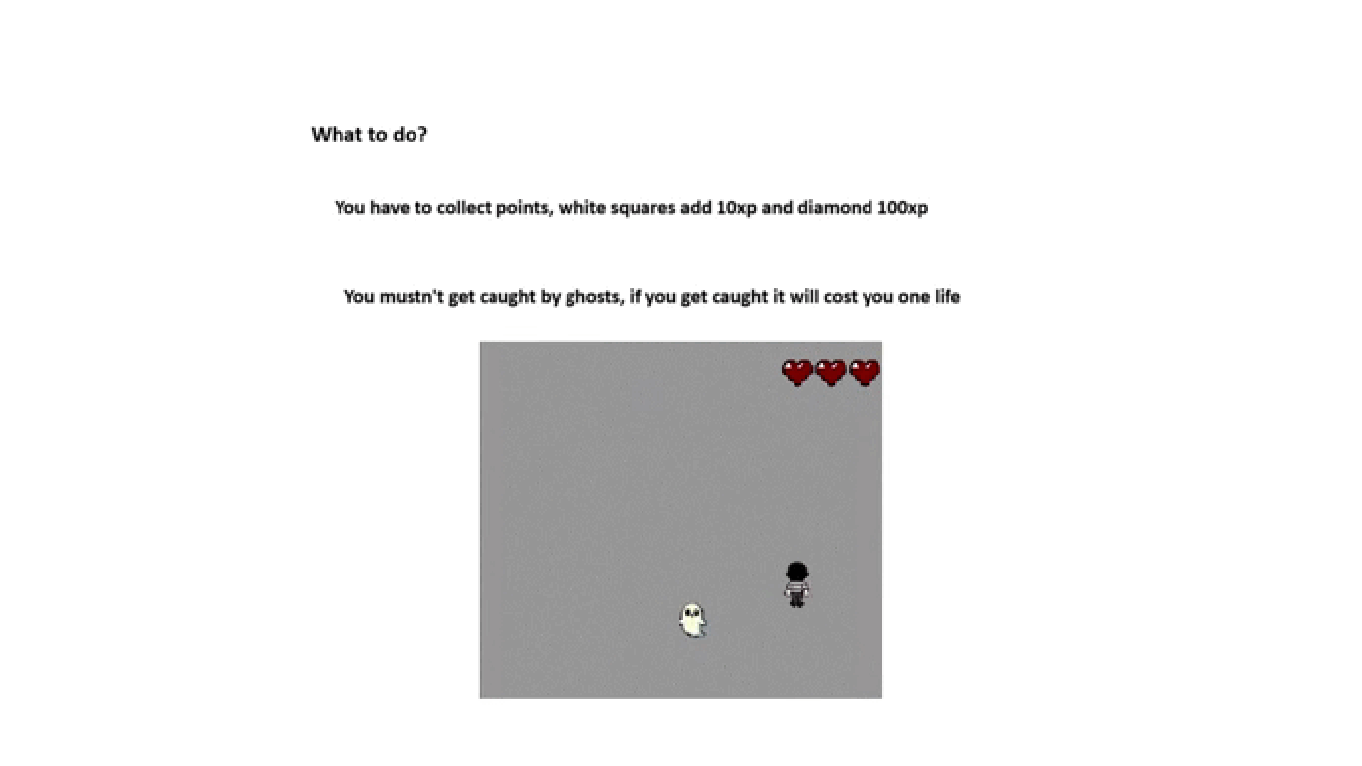 What to do?
You have to collect points, white squares add 10xp and diamond 100xp
You mustn't get caught by ghosts, if you get caught it will cost you one life